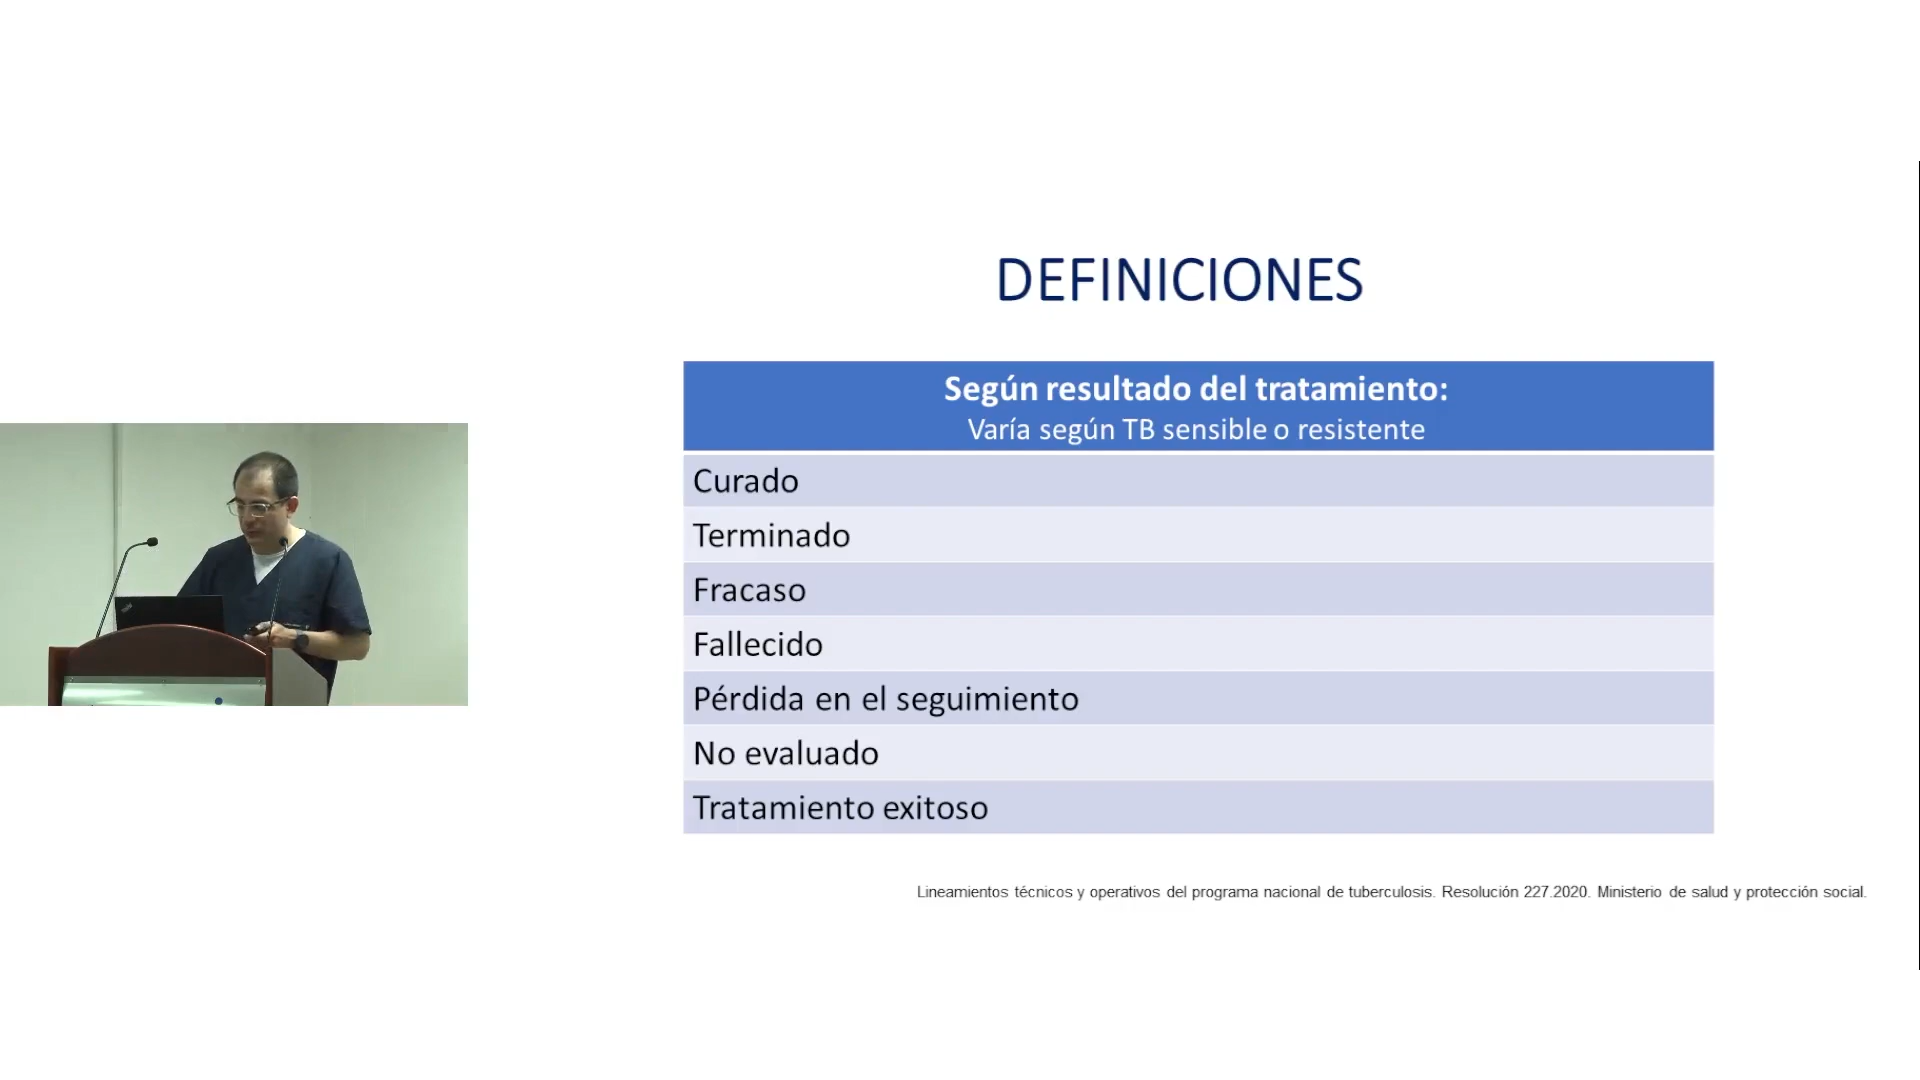 DEFINICIONES
Según resultado del tratamiento:
Varía según TB sensible o resistente
Curado
Terminado
Fracaso
Fallecido
Pérdida en el seguimiento
No evaluado
Tratamiento exitoso
Lineamientos técnicos y operativos del programa nacional de tuberculosis. Resolución 227.2020. Ministerio de salud y protección social.